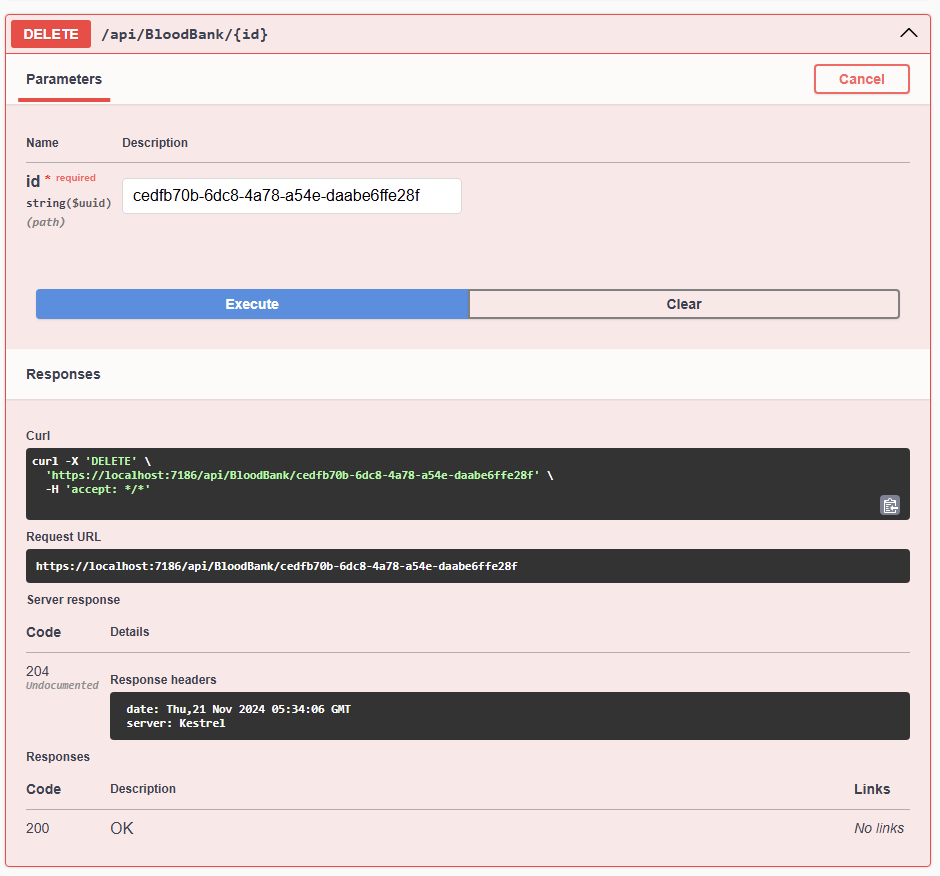 DELETE /api/BloodBank/{id}
Parameters
Cancel
Name Description
id * required
string($uuid)
(path)
cedfb70b-6dc8-4a78-a54e-daabe6ffe28f
Execute Clear
Responses
Curl
curl -X 'DELETE' \
'https://localhost:7186/api/BloodBank/cedfb70b-6dc8-4a78-a54e-daabe6ffe28f' \
-H 'accept: */*'
Request URL
https://localhost:7186/api/BloodBank/cedfb70b-6dc8-4a78-a54e-daabe6ffe28f
Server response
Code Details
204
Undocumented
Response headers
date: Thu,21 Nov 2024 05:34:06 GMT
server: Kestrel
Responses
Code Description Links
200 OK No links